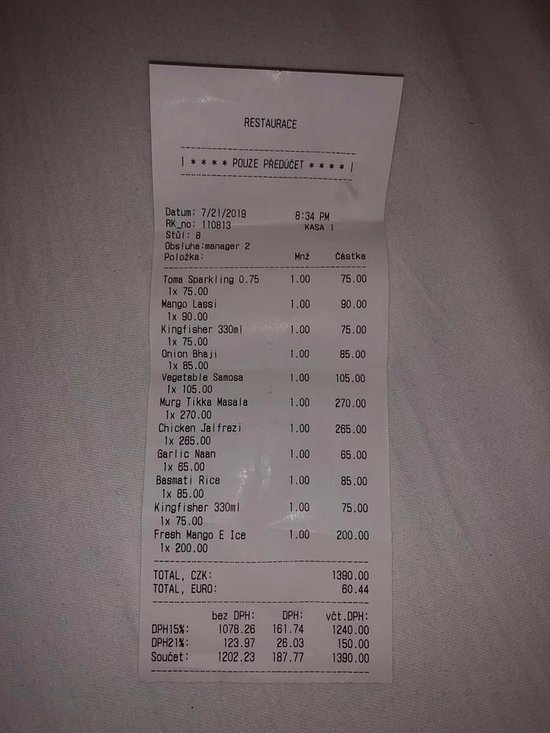 RESTAURACE
| * * * * POUZE PŘEDÚČET * * * * |
Datum: 7/21/2019 8:34 PM
RK_no: 110813 KASA 1
Stůl: 8
Obsluha:manager 2
Položka: Mnž Částka
Toma Sparkling 0.75 1.00 75.00
1x 75.00
Mango Lassi 1.00 90.00
1x 90.00
Kingfisher 330ml 1.00 75.00
1x 75.00
Onion Bhaji 1.00 85.00
1x 85.00
Vegetable Samosa 1.00 105.00
1x 105.00
Murg Tikka Masala 1.00 270.00
1x 270.00
Chicken Jalfrezi 1.00 265.00
1x 265.00
Garlic Naan 1.00 65.00
1x 65.00
Basmati Rice 1.00 85.00
1x 85.00
Kingfisher 330ml 1.00 75.00
1x 75.00
Fresh Mango E Ice 1.00 200.00
1x 200.00
TOTAL, CZK: 1390.00
TOTAL, EURO: 60.44
bez DPH: DPH: včt.DPH:
DPH15%: 1078.26 161.74 1240.00
DPH21%: 123.97 26.03 150.00
Součet: 1202.23 187.77 1390.00